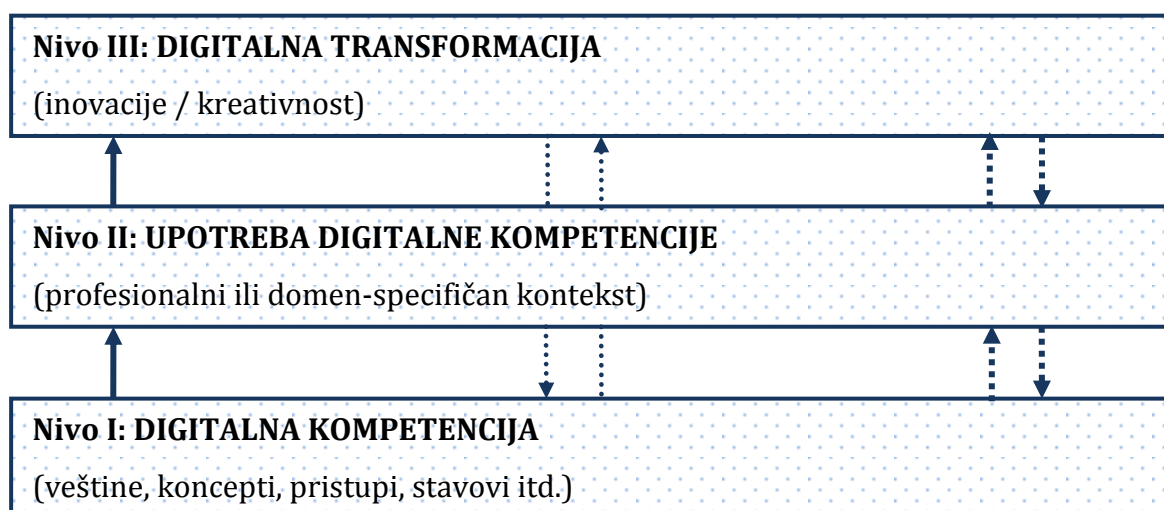 Nivo III: DIGITALNA TRANSFORMACIJA
(inovacije / kreativnost)
Nivo II: UPOTREBA DIGITALNE KOMPETENCIJE
(profesionalni ili domen-specifičan kontekst)
Nivo I: DIGITALNA KOMPETENCIJA
(veštine, koncepti, pristupi, stavovi itd.)